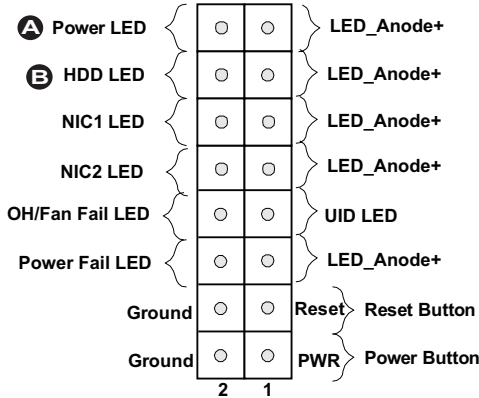 A Power LED LED_Anode+
B HDD LED LED_Anode+
NIC1 LED LED_Anode+
NIC2 LED LED_Anode+
OH/Fan Fail LED UID LED
Power Fail LED LED_Anode+
Ground Reset Reset Button
Ground PWR Power Button
2 1